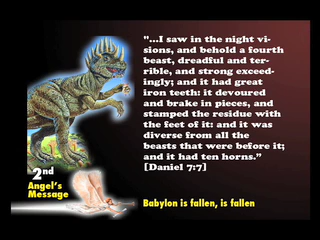 "...I saw in the night vi-
sions, and behold a fourth
beast, dreadful and ter-
rible, and strong exceed-
ingly; and it had great
iron teeth: it devoured
and brake in pieces, and
stamped the residue with
the feet of it: and it was
diverse from all the
beasts that were before it;
and it had ten horns."
[Daniel 7:7]
2nd
Angel's
Message
Babylon is fallen, is fallen